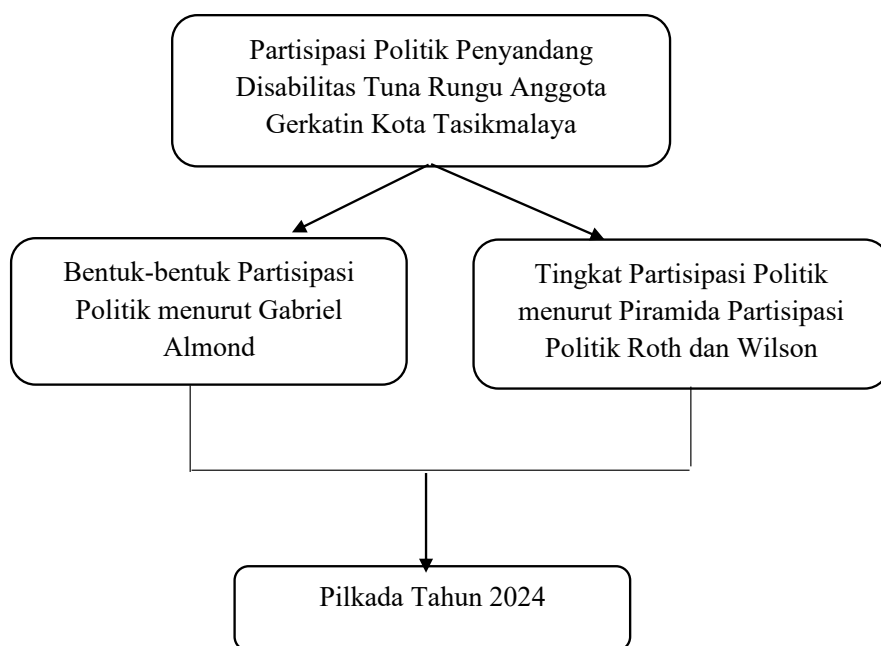 Partisipasi Politik Penyandang
Disabilitas Tuna Rungu Anggota
Gerkatin Kota Tasikmalaya
Bentuk-bentuk Partisipasi
Politik menurut Gabriel
Almond
Tingkat Partisipasi Politik
menurut Piramida Partisipasi
Politik Roth dan Wilson
Pilkada Tahun 2024